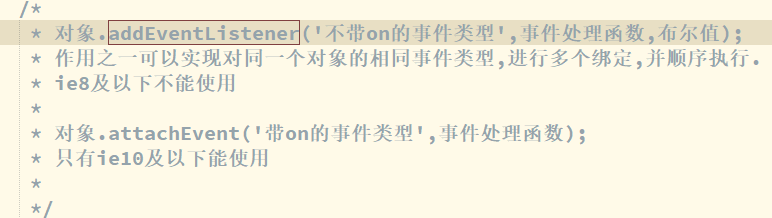 /*
* 对象.addEventListener('不带on的事件类型',事件处理函数,布尔值);
* 作用之一可以实现对同一个对象的相同事件类型,进行多个绑定,并顺序执行.
* ie8及以下不能使用
*
* 对象.attachEvent('带on的事件类型',事件处理函数);
* 只有ie10及以下能使用
*
*/